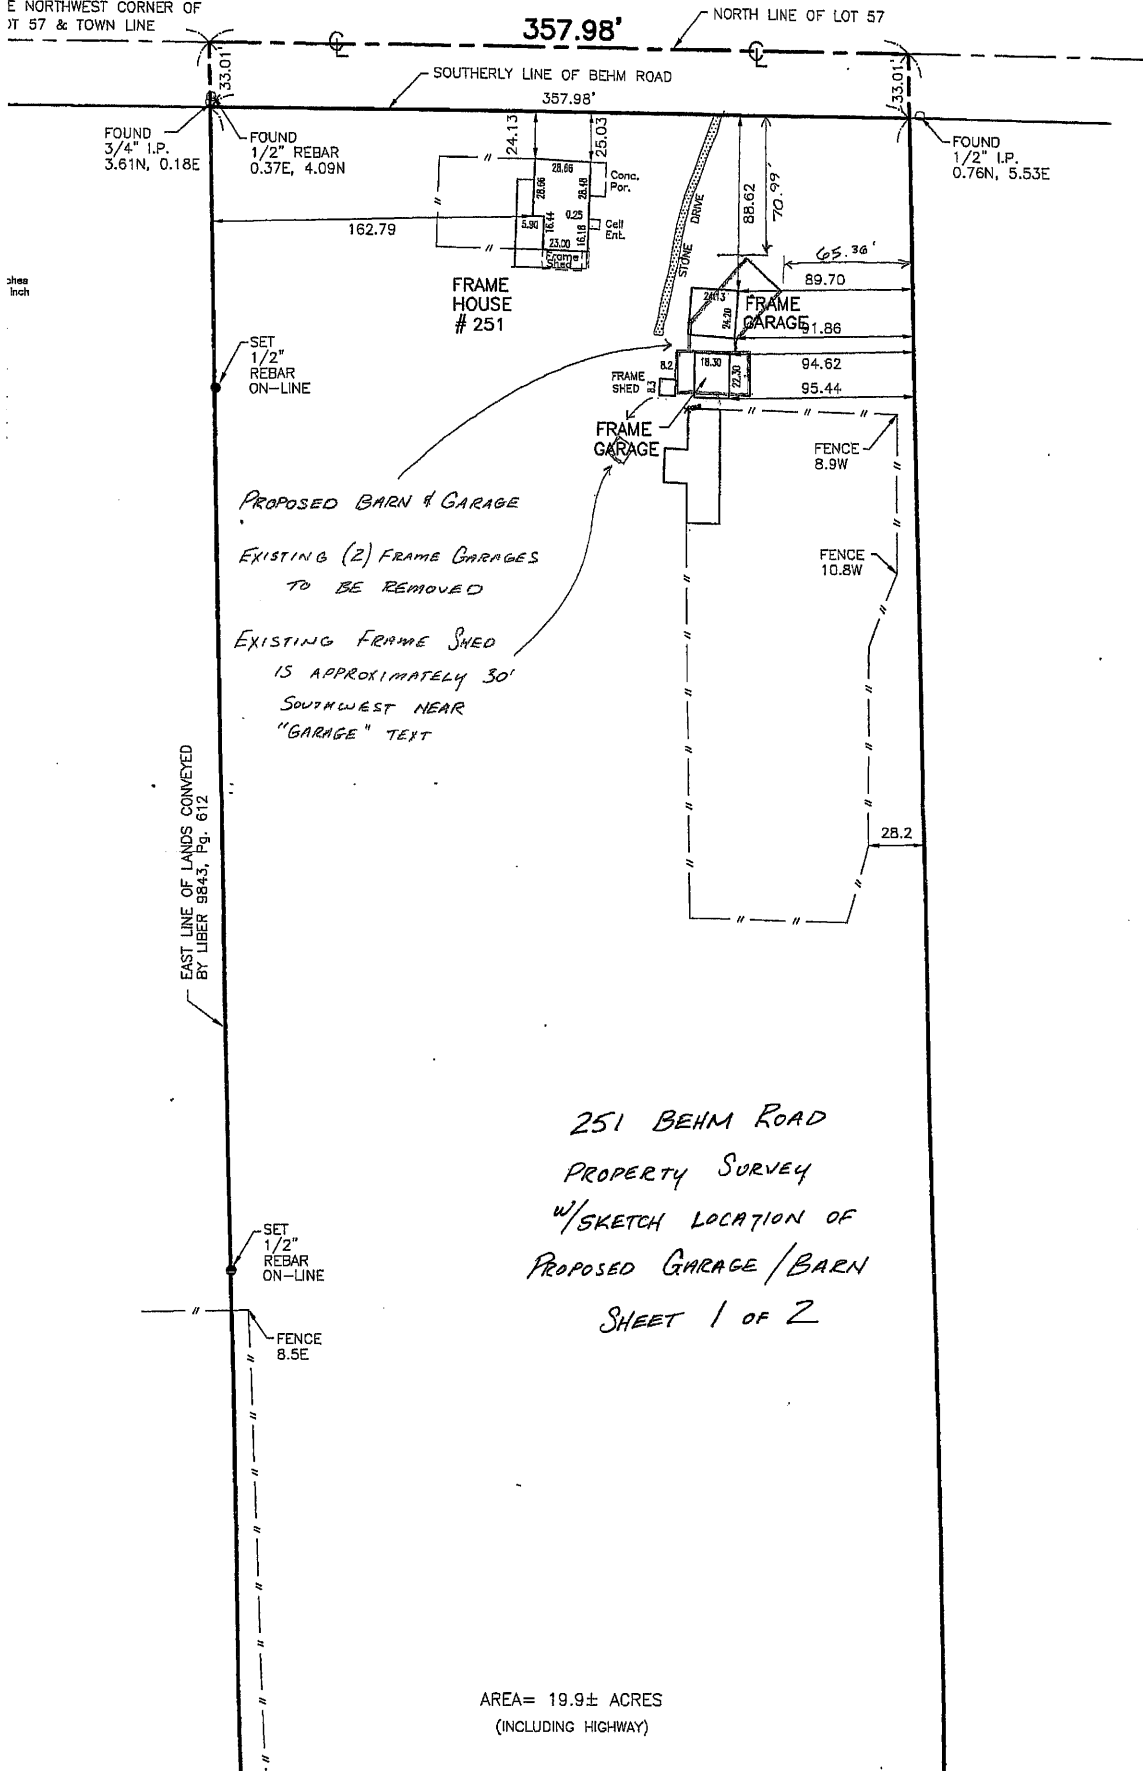 E NORTHWEST CORNER OF
OT 57 & TOWN LINE
357.98'
NORTH LINE OF LOT 57
33.01'
33.01'
SOUTHERLY LINE OF BEHM ROAD
357.98'
FOUND
3/4" I.P.
3.61N, 0.18E
FOUND
1/2" REBAR
0.37E, 4.09N
FOUND
1/2" I.P.
0.76N, 5.53E
24.13
25.03
28.66
28.66
28.48
Conc.
Por.
5.90
16.44
0.25
16.18
Cell
Ent.
23.00
Frame
Shed
162.79
FRAME
HOUSE
# 251
STONE DRIVE
88.62
70.99'
65.36'
89.70
24.13
24.20
FRAME
GARAGE
91.86
18.30
22.30
94.62
95.44
8.2
8.3
FRAME
SHED
FRAME
GARAGE
inch
SET
1/2"
REBAR
ON-LINE
FENCE
8.9W
FENCE
10.8W
PROPOSED BARN & GARAGE
EXISTING (2) FRAME GARAGES
TO BE REMOVED
EXISTING FRAME SHED
IS APPROXIMATELY 30'
SOUTHWEST NEAR
"GARAGE" TEXT
EAST LINE OF LANDS CONVEYED
BY LIBER 9843, Pg. 612
28.2
251 BEHM ROAD
PROPERTY SURVEY
W/SKETCH LOCATION OF
PROPOSED GARAGE/BARN
SHEET 1 OF 2
SET
1/2"
REBAR
ON-LINE
FENCE
8.5E
AREA= 19.9± ACRES
(INCLUDING HIGHWAY)